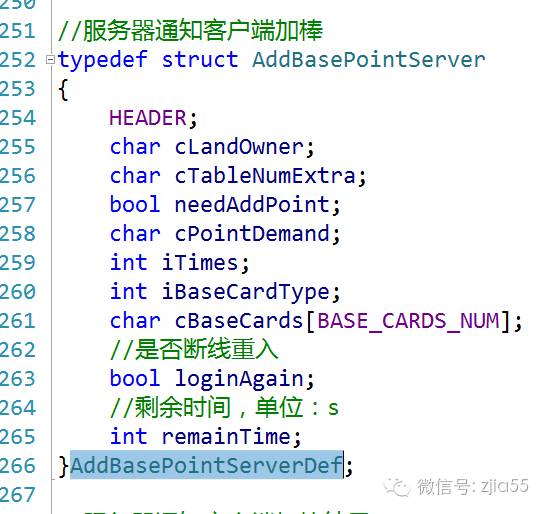 250
251 //服务器通知客户端加棒
252 typedef struct AddBasePointServer
253 {
254 HEADER;
255 char cLandOwner;
256 char cTableNumExtra;
257 bool needAddPoint;
258 char cPointDemand;
259 int iTimes;
260 int iBaseCardType;
261 char cBaseCards[BASE_CARDS_NUM];
262 //是否断线重入
263 bool loginAgain;
264 //剩余时间，单位：s
265 int remainTime;
266 }AddBasePointServerDef;
267
微信号: zjia55